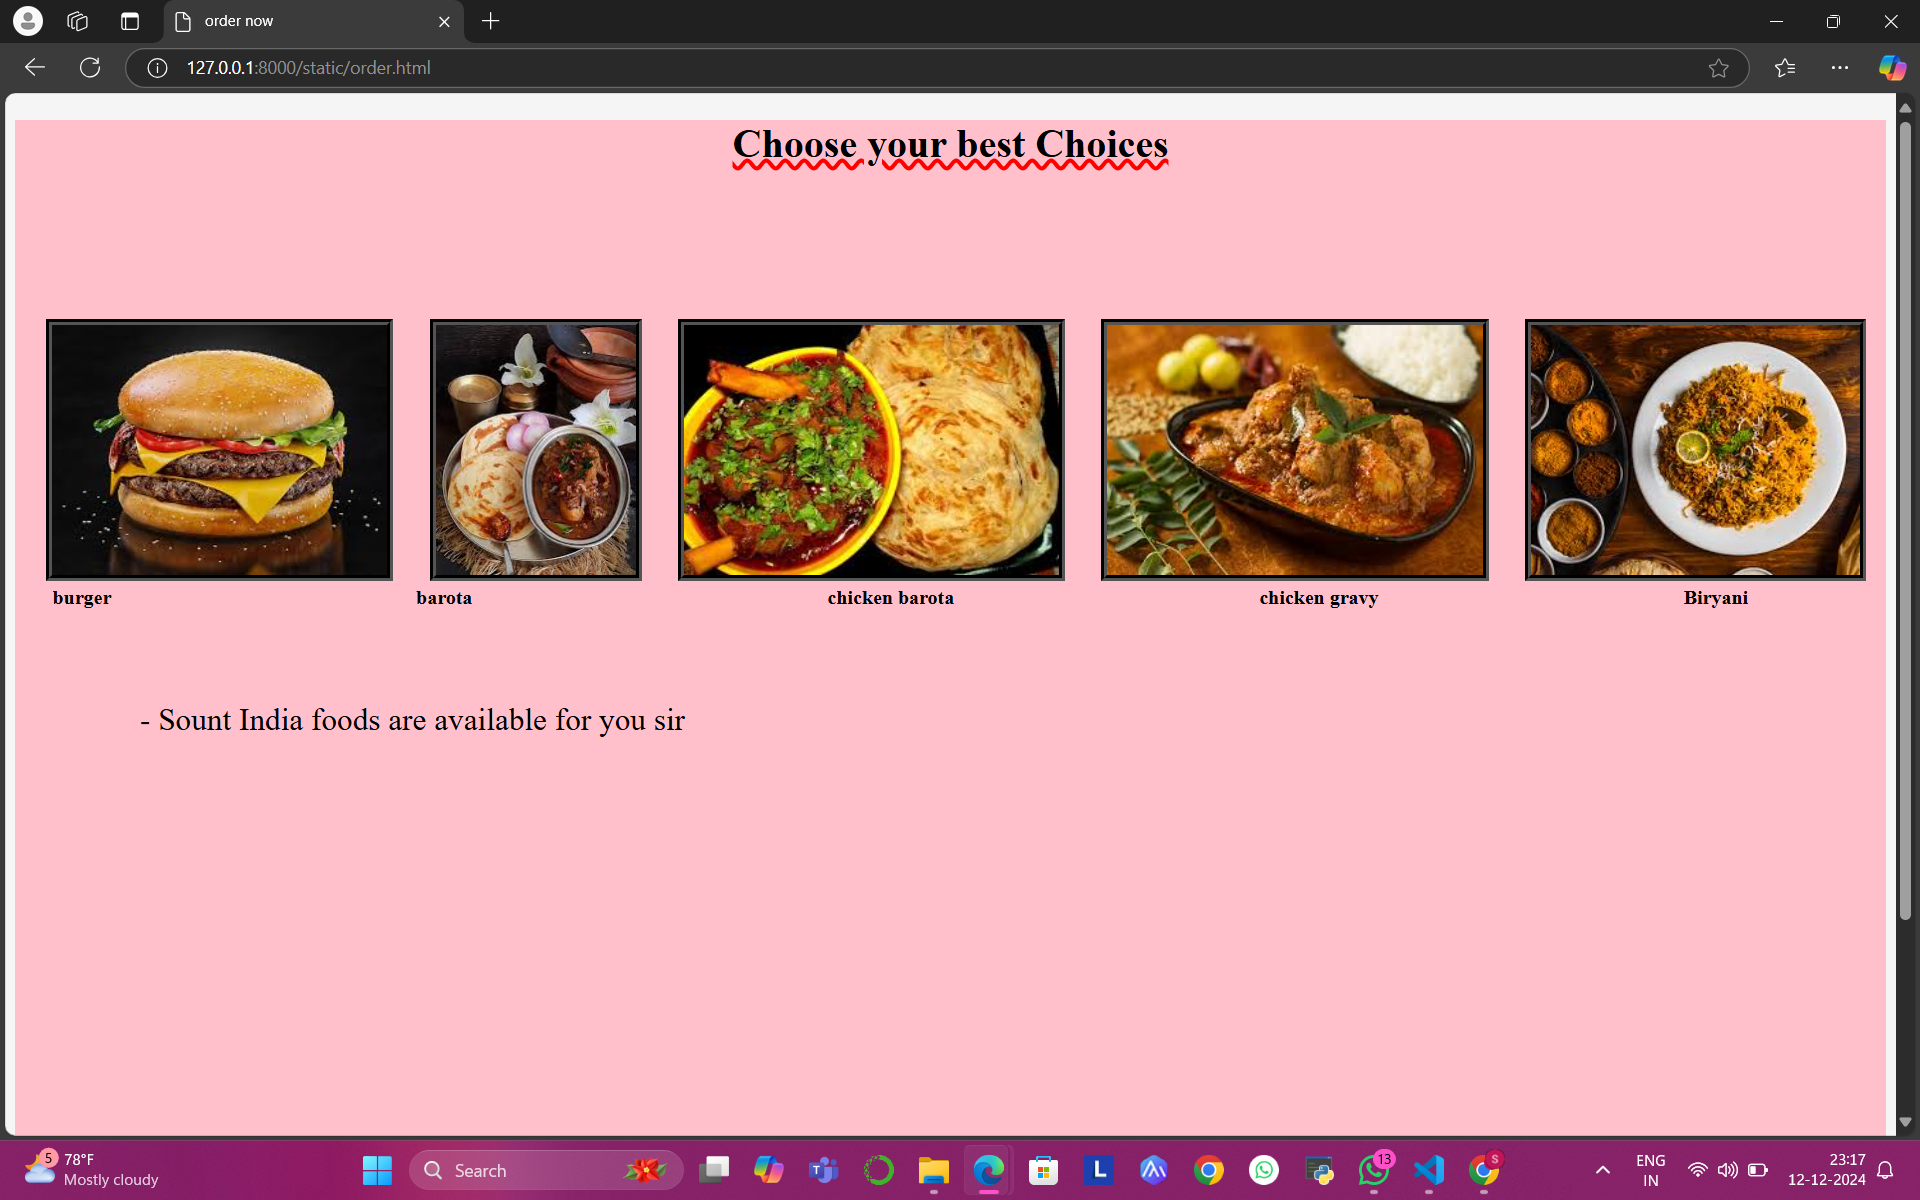 order now
127.0.0.1:8000/static/order.html
Choose your best Choices
burger
barota
chicken barota
chicken gravy
Biryani
- Sount India foods are available for you sir
5
78°F
Mostly cloudy
Search
T
L
13
S
ENG
IN
23:17
12-12-2024